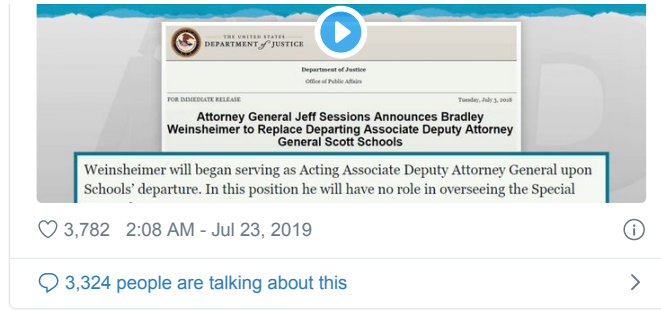 THE UNITED STATES
DEPARTMENT of JUSTICE
Department of Justice
Office of Public Affairs
FOR IMMEDIATE RELEASE Tuesday, July 3, 2018
Attorney General Jeff Sessions Announces Bradley
Weinsheimer to Replace Departing Associate Deputy Attorney
General Scott Schools
Weinsheimer will began serving as Acting Associate Deputy Attorney General upon
Schools’ departure. In this position he will have no role in overseeing the Special
3,782 2:08 AM - Jul 23, 2019
3,324 people are talking about this